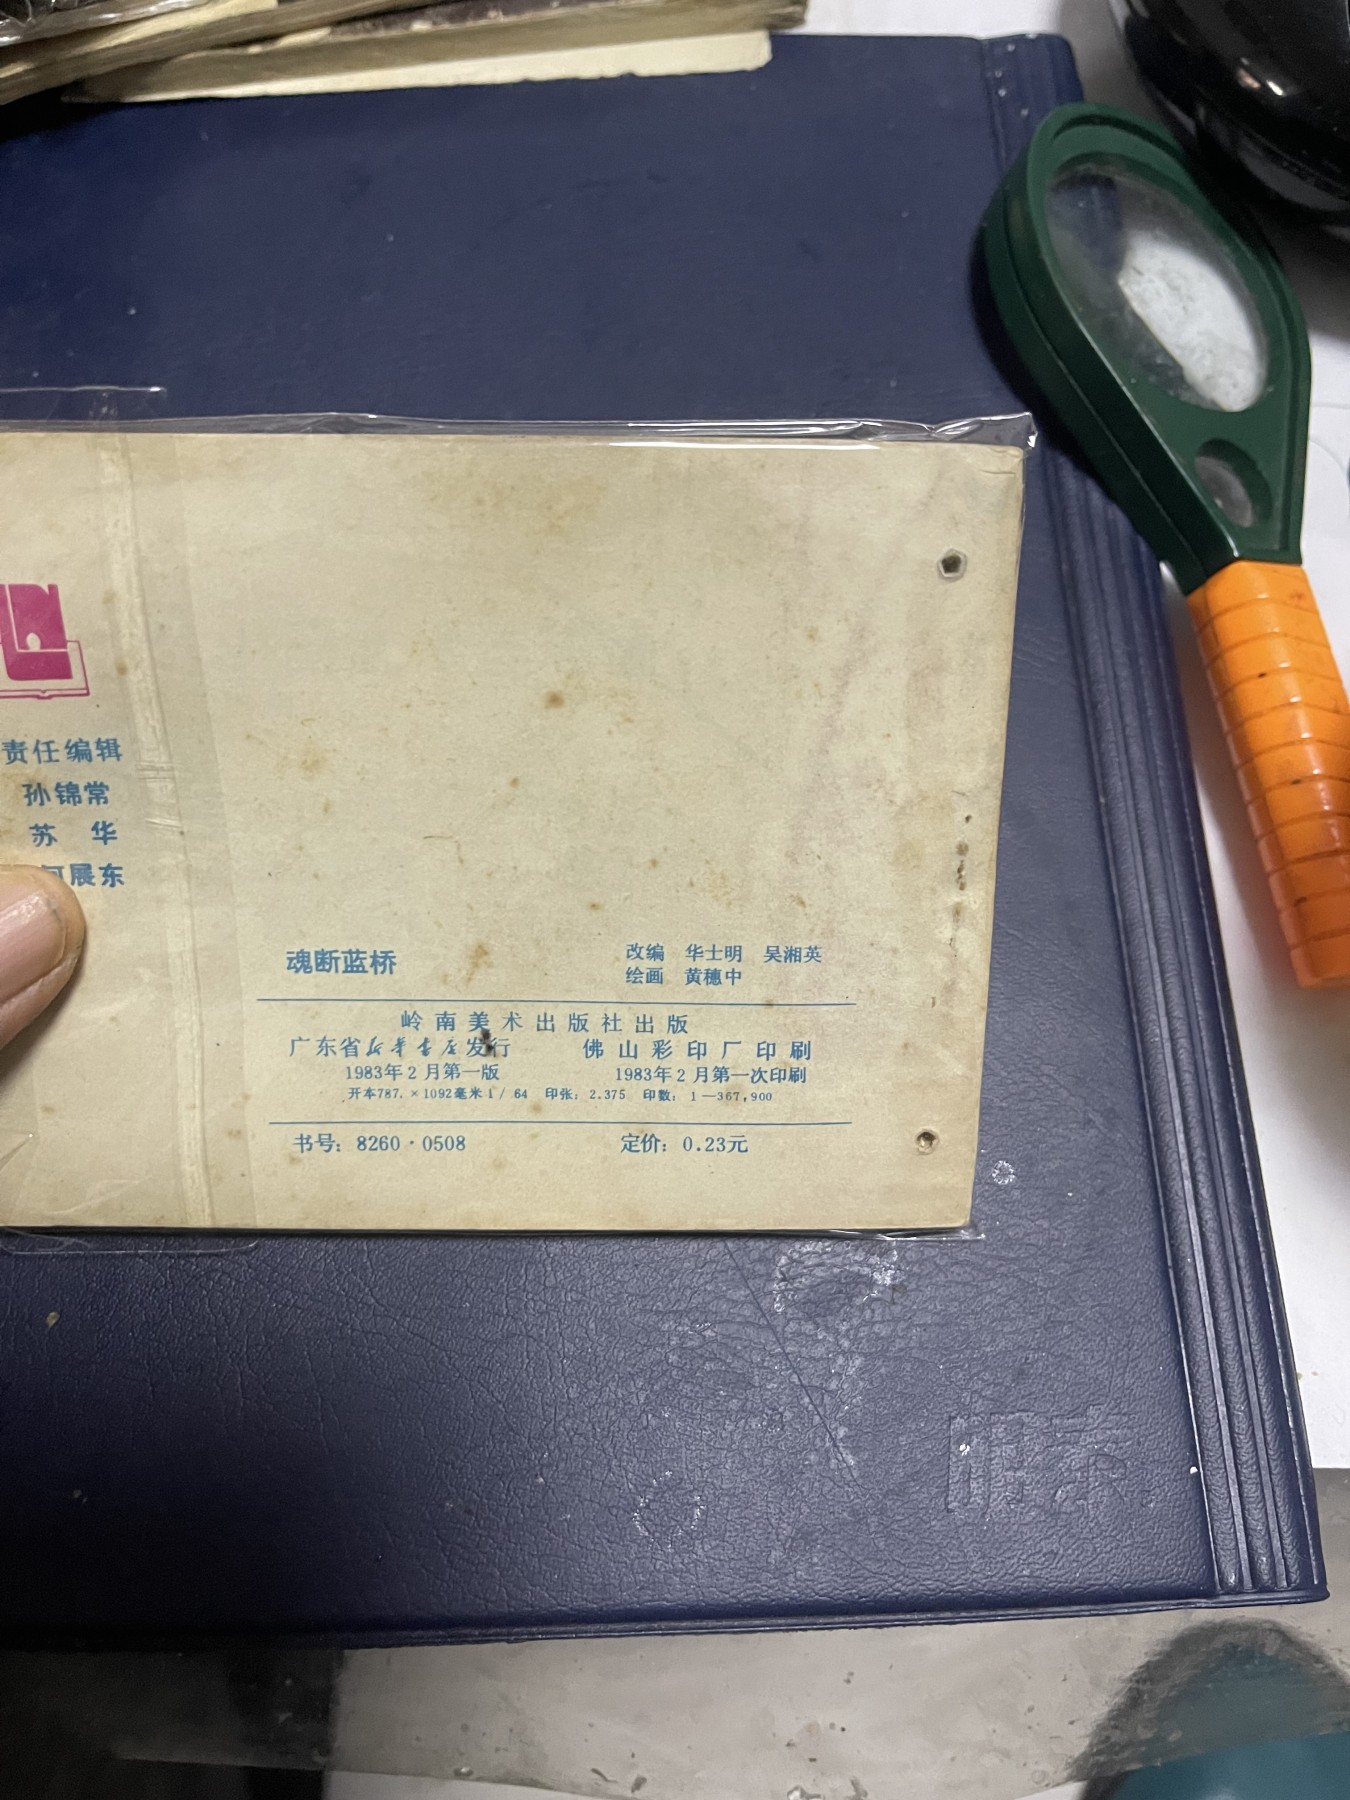 责任编辑
孙锦常
苏 华
何展东
魂断蓝桥
改编 华士明 吴湘英
绘画 黄穗中
岭南美术出版社出版
广东省新华书店发行 佛山彩印厂印刷
1983年2月第一版 1983年2月第一次印刷
开本787.×1092毫米1/64 印张:2.375 印数:1—367,900
书号:8260·0508 定价:0.23元